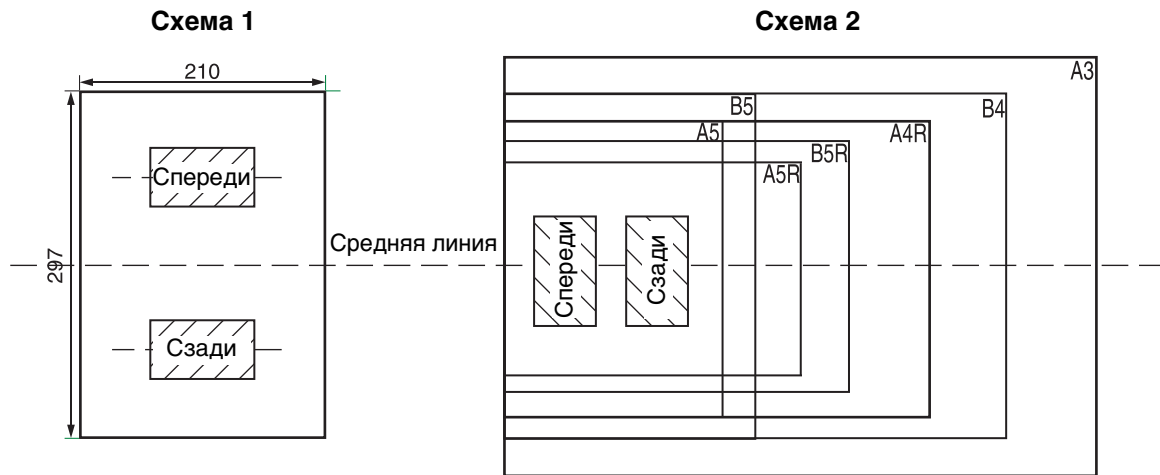 Схема 1
Схема 2
210
297
Спереди
Сзади
Средняя линия
Спереди
Сзади
A3
B4
B5
A4R
A5
B5R
A5R